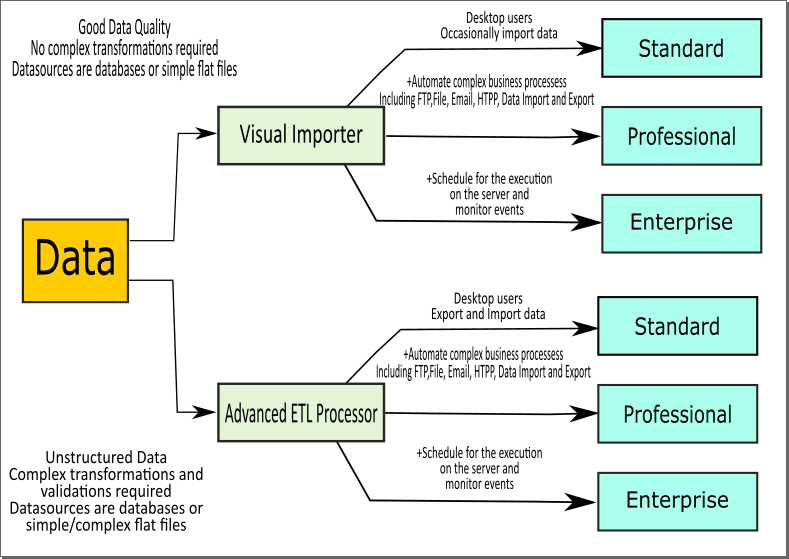 Good Data Quality
No complex transformations required
Datasources are databases or simple flat files
Desktop users
Occasionally import data
Standard
+Automate complex business processess
Including FTP,File, Email, HTPP, Data Import and Export
Visual Importer
Professional
+Schedule for the execution
on the server and
monitor events
Enterprise
Data
Desktop users
Export and Import data
Standard
+Automate complex business processess
Including FTP,File, Email, HTPP, Data Import and Export
Advanced ETL Processor
Professional
+Schedule for the execution
on the server and
monitor events
Enterprise
Unstructured Data
Complex transformations and
validations required
Datasources are databases or
simple/complex flat files